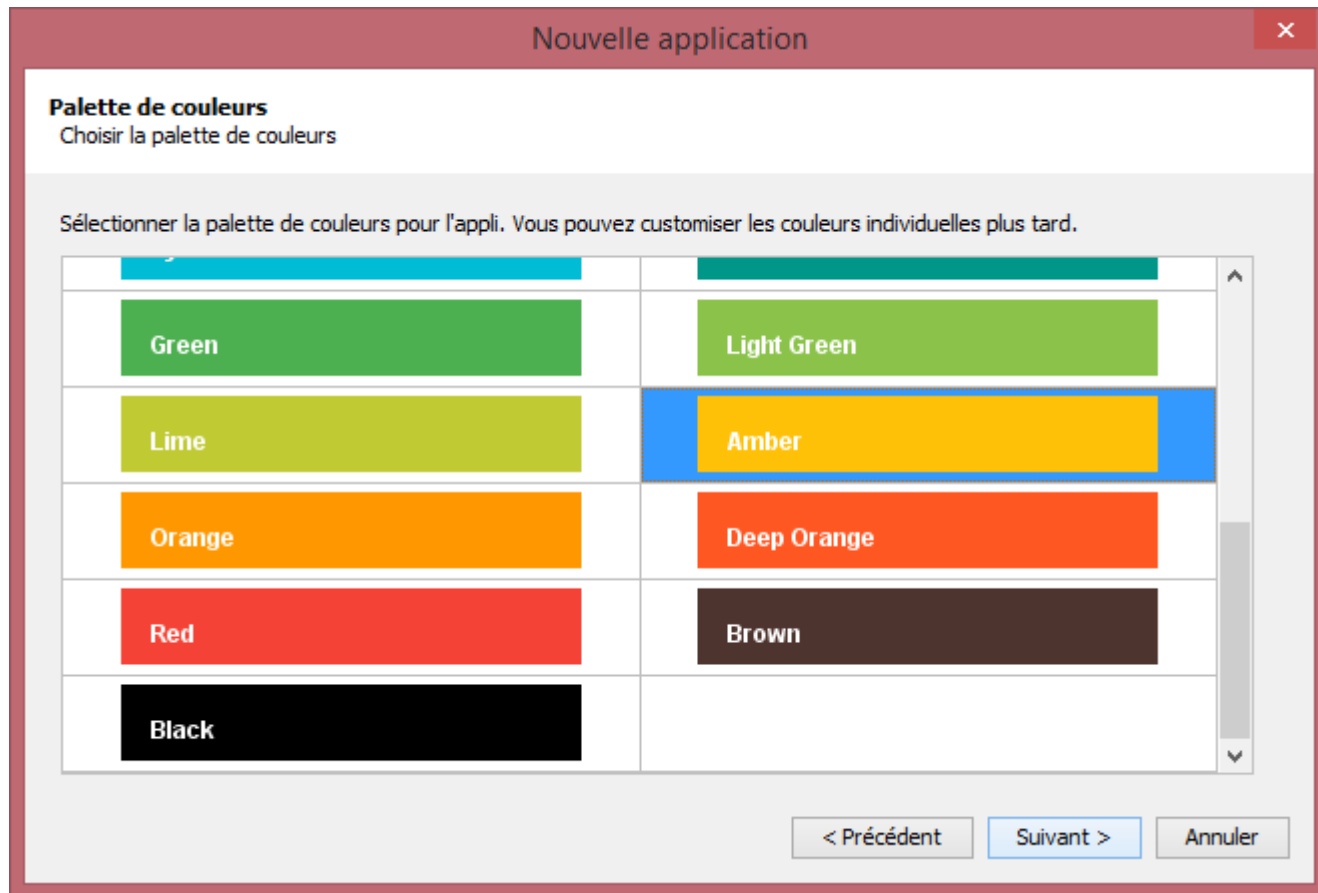 Nouvelle application
Palette de couleurs
Choisir la palette de couleurs
Sélectionner la palette de couleurs pour l'appli. Vous pouvez customiser les couleurs individuelles plus tard.
Green
Light Green
Lime
Amber
Orange
Deep Orange
Red
Brown
Black
< Précédent
Suivant >
Annuler